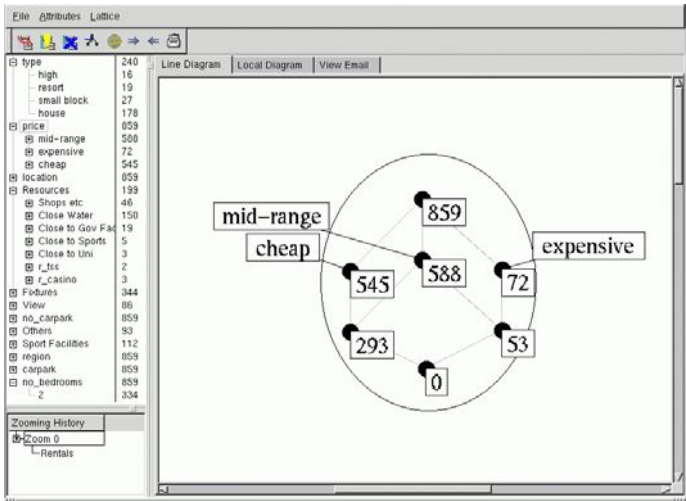 File Attributes Lattice
type 240
high 16
resort 19
small block 27
house 178
price 859
mid-range 588
expensive 72
cheap 545
location 859
Resources 199
Shops etc 46
Close Water 150
Close to Gov Fac 19
Close to Sports 5
Close to Uni 3
r_tss 2
r_casino 3
Fixtures 344
View 86
no_carpark 859
Others 93
Sport Facilities 112
region 859
carpark 859
no_bedrooms 859
2 334
Zooming History
Zoom 0
Rentals
Line Diagram Local Diagram View Email
859
mid-range
cheap
expensive
545
588
72
293
53
0